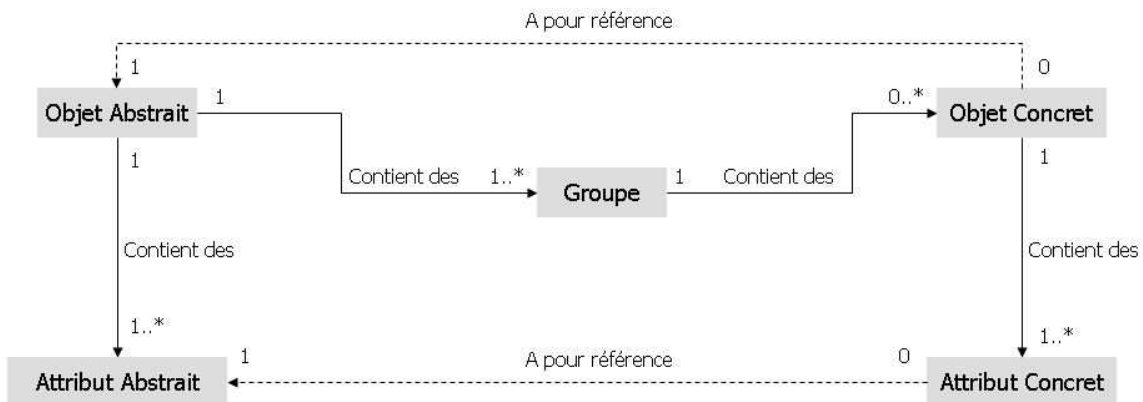 A pour référence
1
0
Objet Abstrait
1
0..*
Objet Concret
1
Contient des
1..*
Groupe
1
Contient des
1
Contient des
Contient des
1..*
1..*
Attribut Abstrait
1
A pour référence
0
Attribut Concret